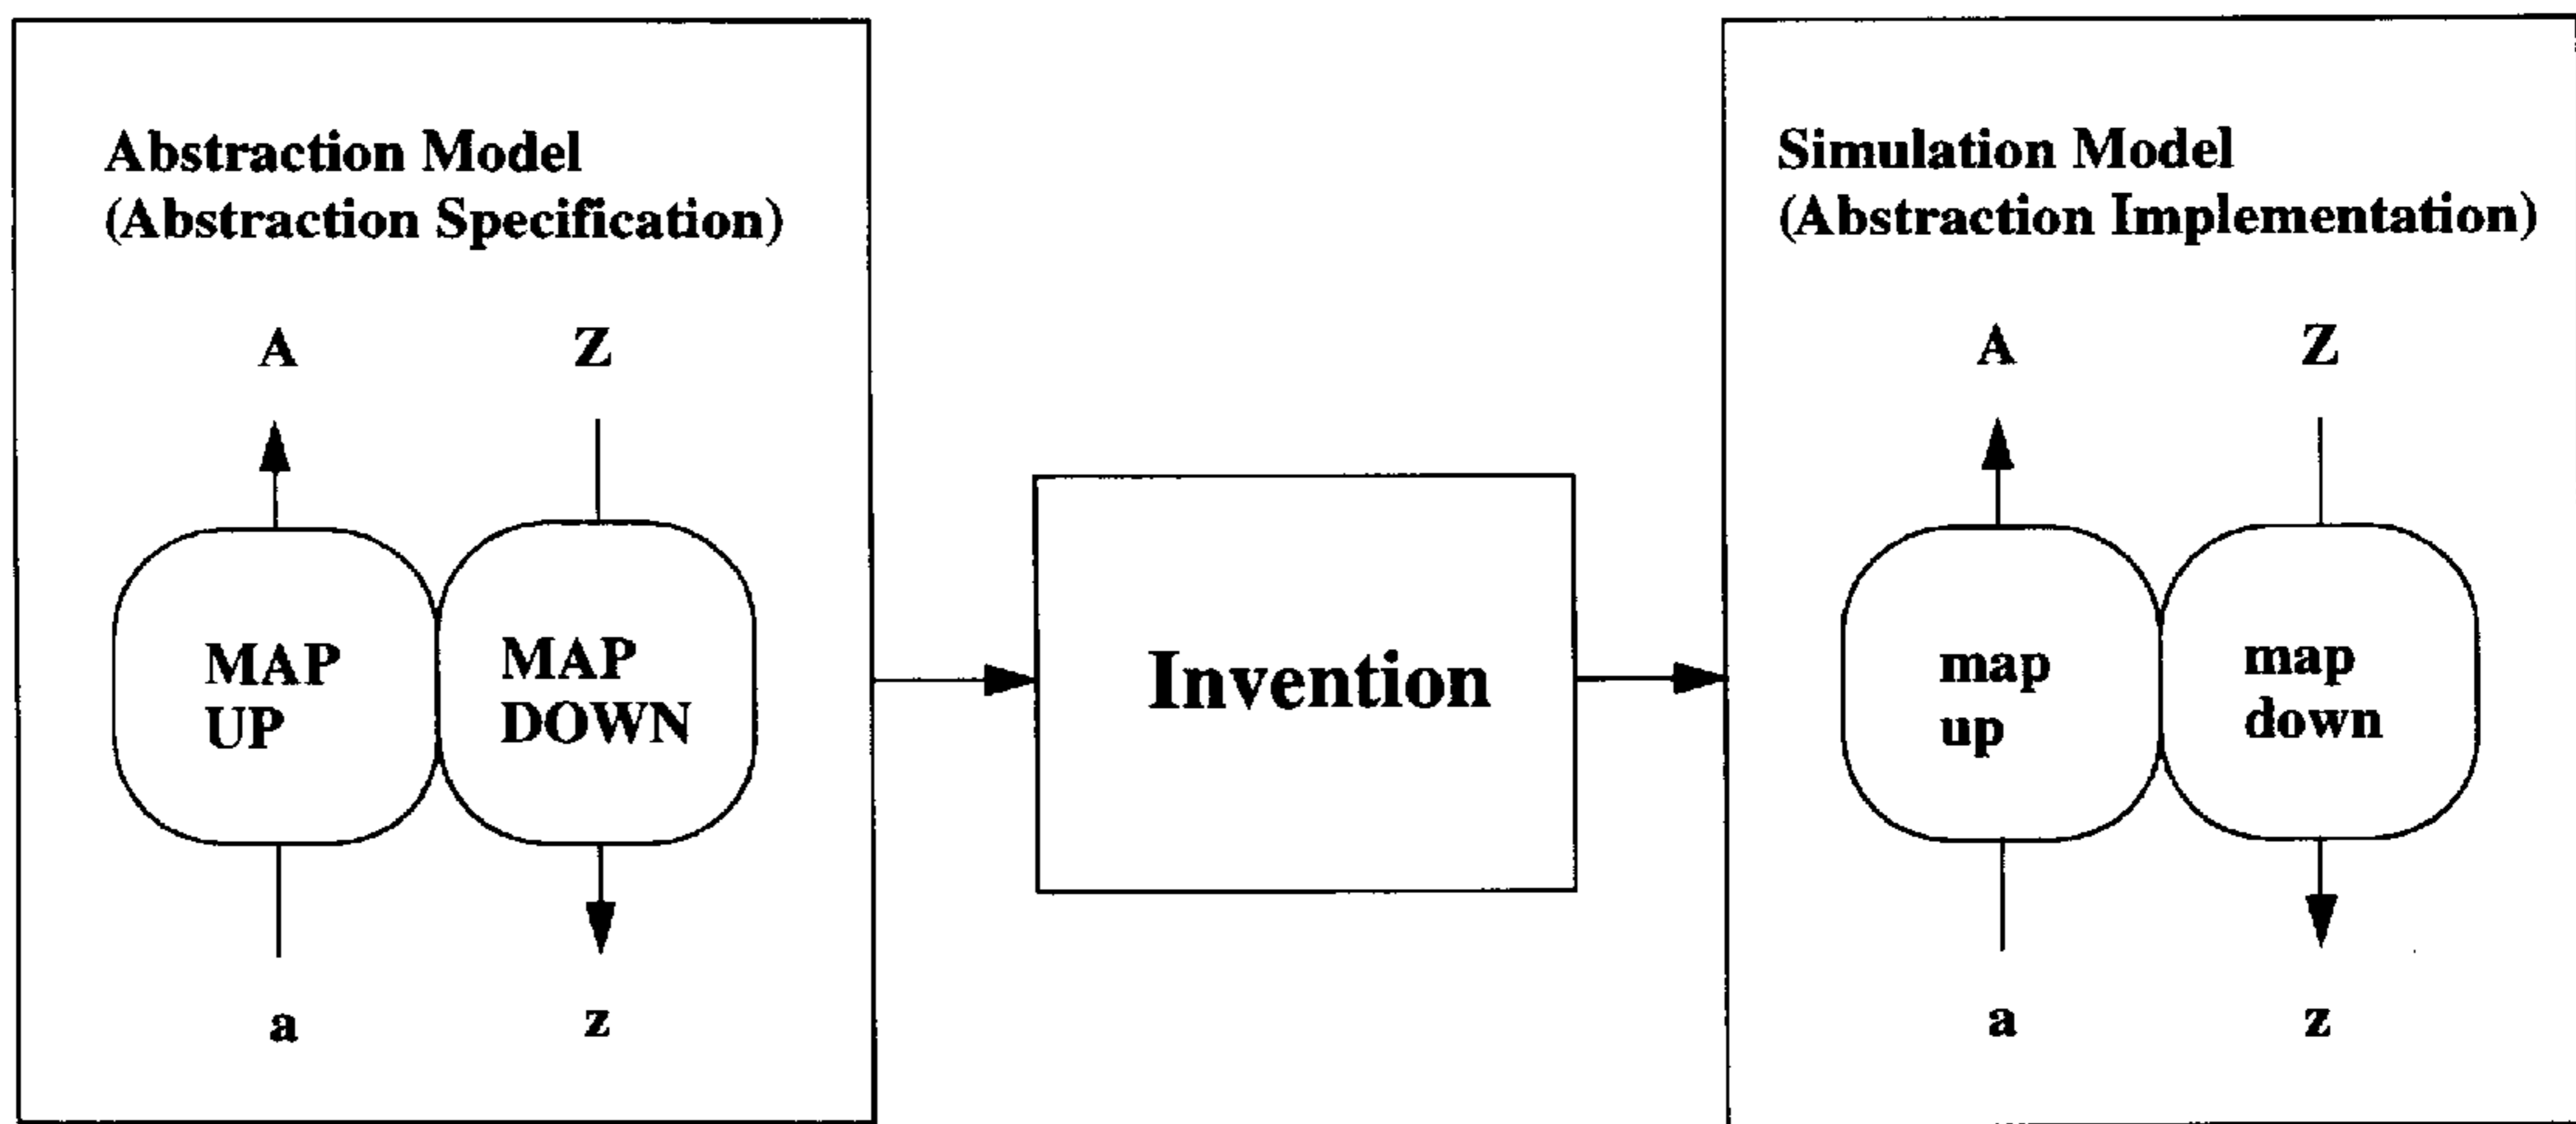 Abstraction Model
(Abstraction Specification)
A
Z
MAP
UP
MAP
DOWN
a
z
Invention
Simulation Model
(Abstraction Implementation)
A
Z
map
up
map
down
a
z